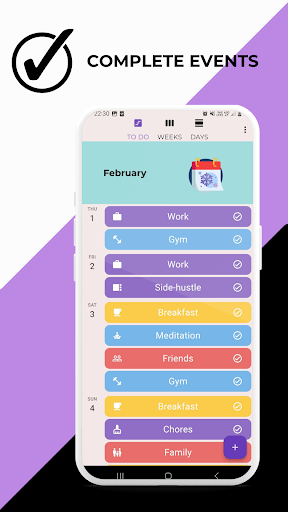 COMPLETE EVENTS
22:30
TO DO WEEKS DAYS
February
THU
1
Work
Gym
FRI
2
Work
Side-hustle
SAT
3
Breakfast
Meditation
Friends
Gym
SUN
4
Breakfast
Chores
Family
+